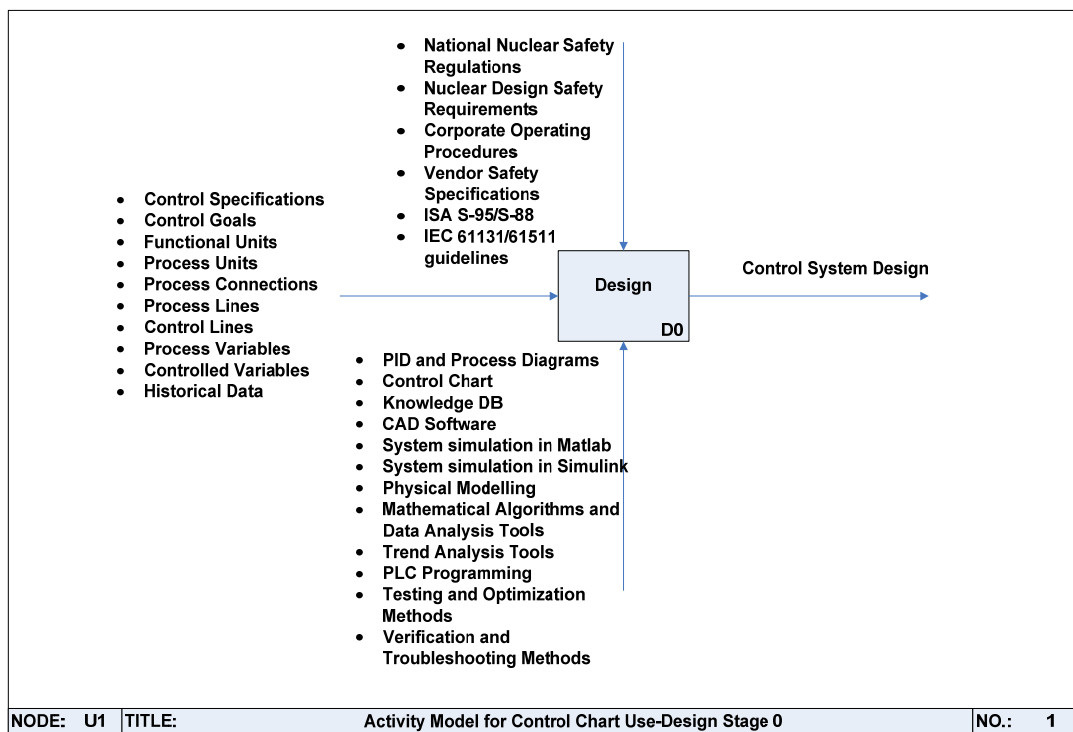 • National Nuclear Safety
Regulations
• Nuclear Design Safety
Requirements
• Corporate Operating
Procedures
• Vendor Safety
Specifications
• ISA S-95/S-88
• IEC 61131/61511
guidelines
• Control Specifications
• Control Goals
• Functional Units
• Process Units
• Process Connections
• Process Lines
• Control Lines
• Process Variables
• Controlled Variables
• Historical Data
Design
D0
Control System Design
• PID and Process Diagrams
• Control Chart
• Knowledge DB
• CAD Software
• System simulation in Matlab
• System simulation in Simulink
• Physical Modelling
• Mathematical Algorithms and
Data Analysis Tools
• Trend Analysis Tools
• PLC Programming
• Testing and Optimization
Methods
• Verification and
Troubleshooting Methods
NODE: U1 TITLE: Activity Model for Control Chart Use-Design Stage 0 NO.: 1